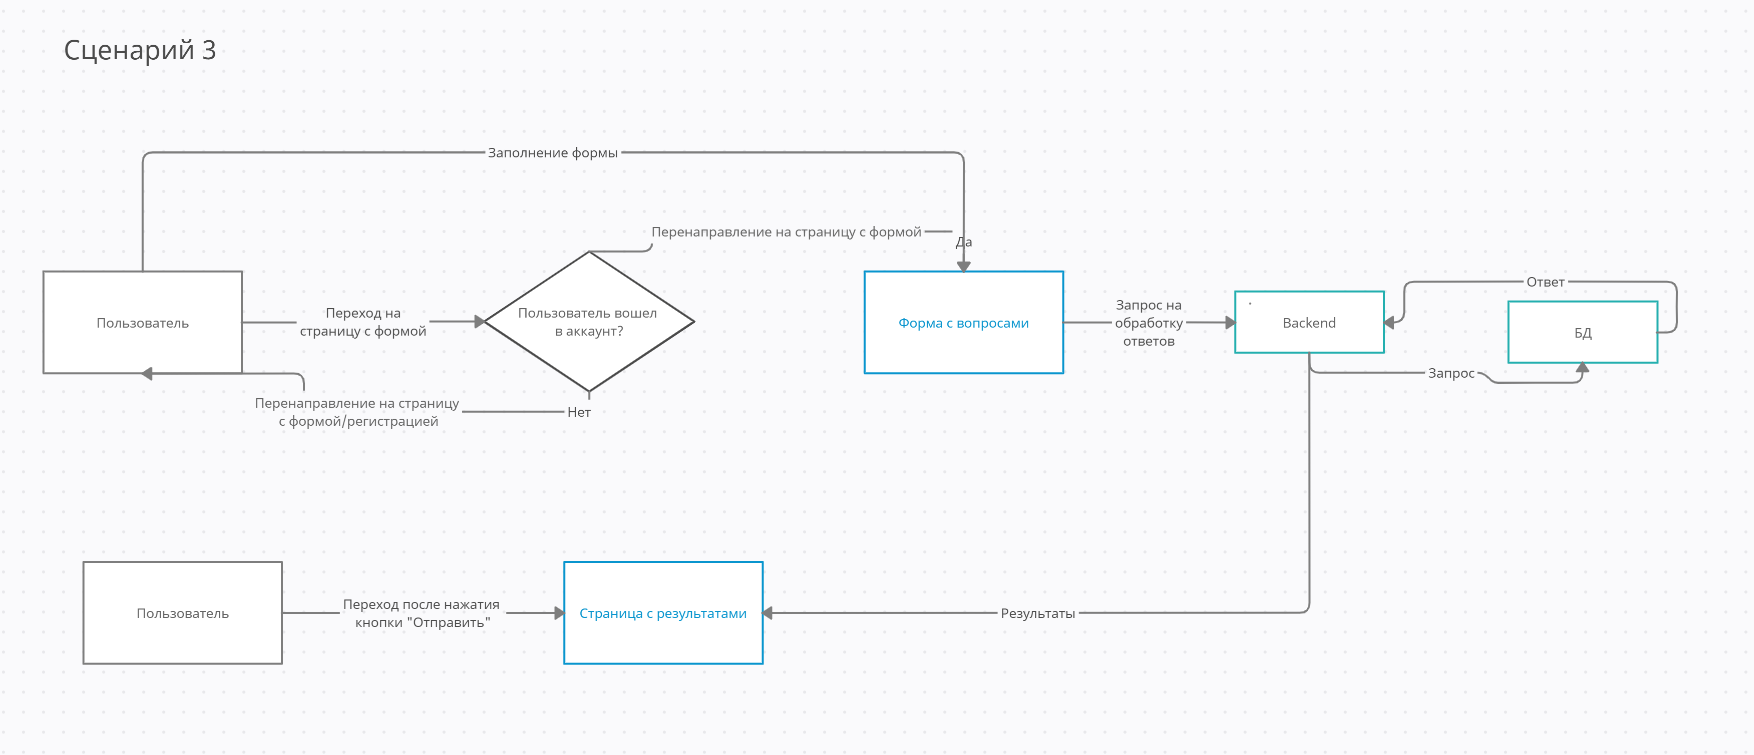 Сценарий 3
Заполнение формы
Перенаправление на страницу с формой
Да
Пользователь
Переход на
страницу с формой
Пользователь вошел
в аккаунт?
Форма с вопросами
Запрос на
обработку
ответов
Backend
Ответ
БД
Запрос
Перенаправление на страницу
с формой/регистрацией
Нет
Пользователь
Переход после нажатия
кнопки "Отправить"
Страница с результатами
Результаты